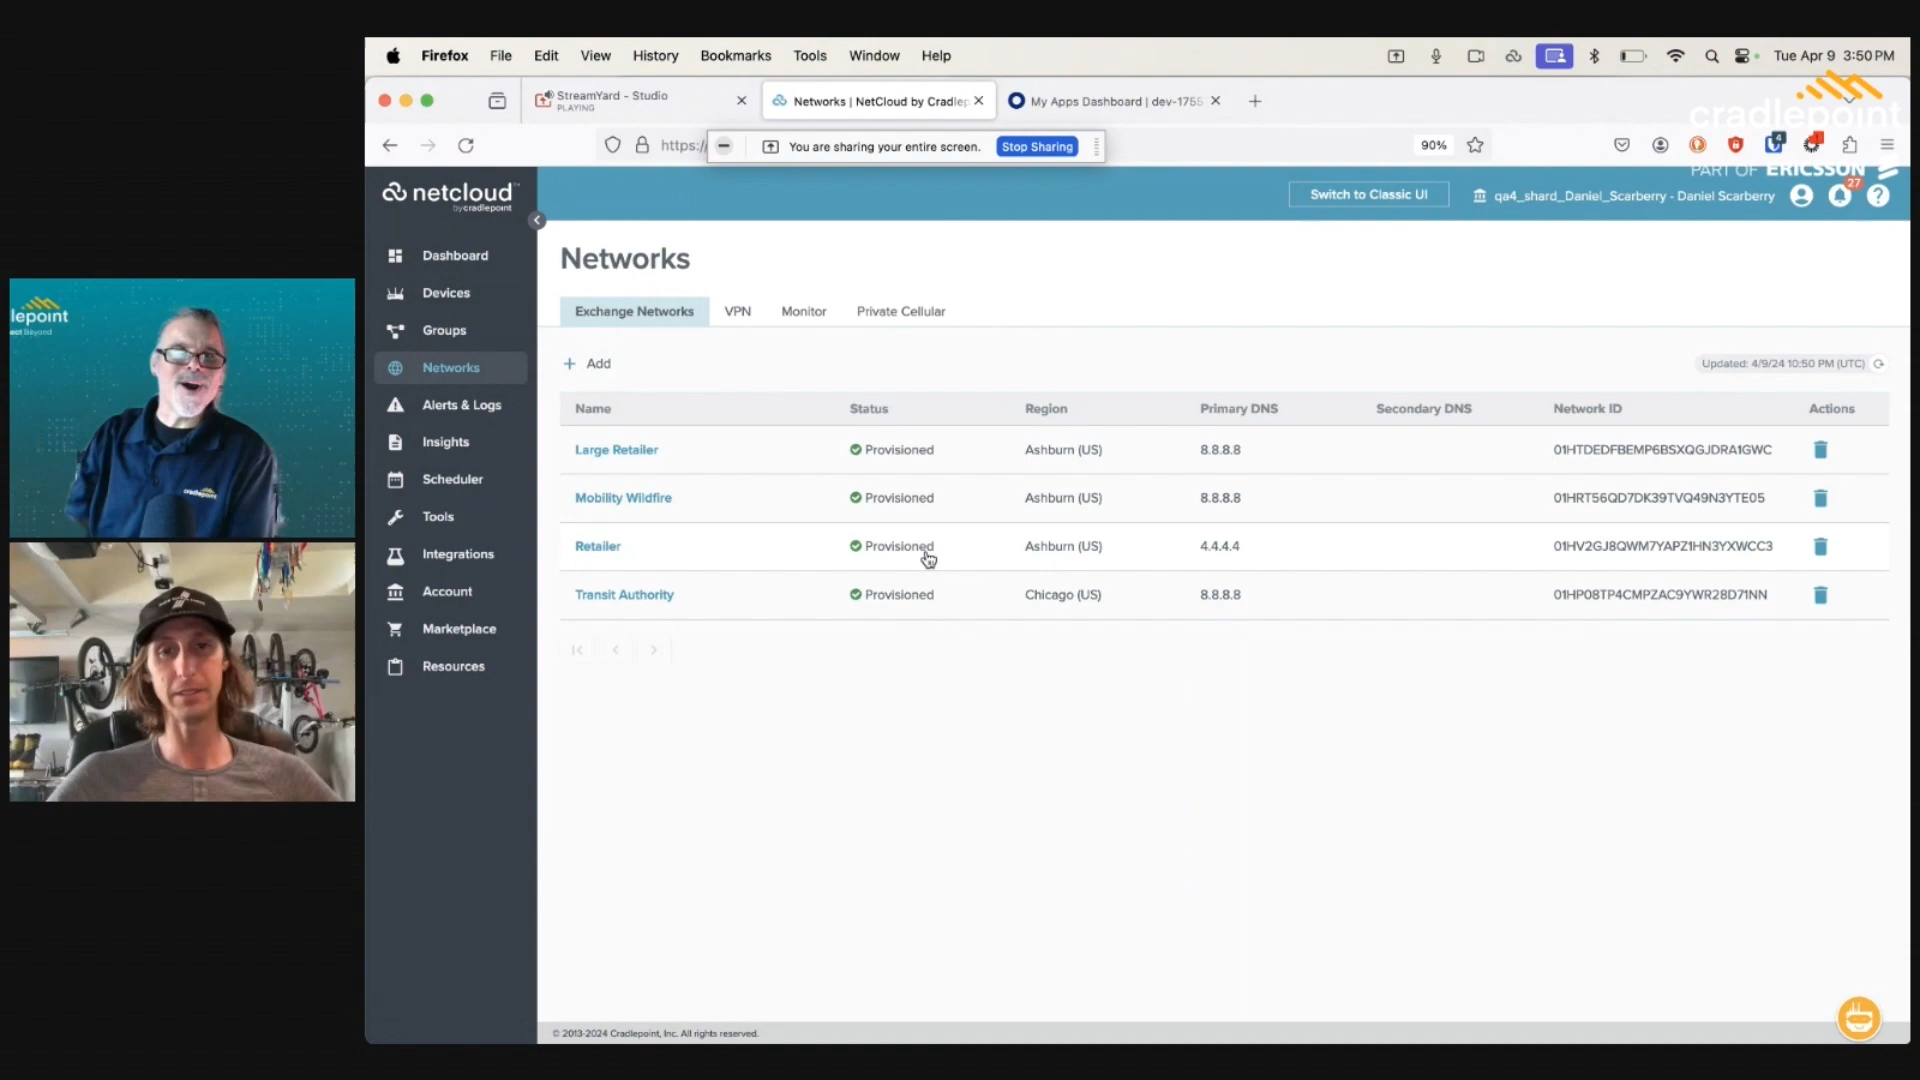 Firefox File Edit View History Bookmarks Tools Window Help
Tue Apr 9 3:50 PM
StreamYard - Studio
PLAYING
Networks | NetCloud by Cradlep
My Apps Dashboard | dev-1755
cradlepoint
PART OF ERICSSON
https://
You are sharing your entire screen.
Stop Sharing
90%
4
netcloud
by cradlepoint
Switch to Classic UI
qa4_shard_Daniel_Scarberry - Daniel Scarberry
27
Dashboard
Devices
Groups
Networks
Alerts & Logs
Insights
Scheduler
Tools
Integrations
Account
Marketplace
Resources
Networks
Exchange Networks VPN Monitor Private Cellular
+ Add
Updated: 4/9/24 10:50 PM (UTC)
Name Status Region Primary DNS Secondary DNS Network ID Actions
Large Retailer Provisioned Ashburn (US) 8.8.8.8 01HTDEDFBEMP6BSXQGJDRA1GWC
Mobility Wildfire Provisioned Ashburn (US) 8.8.8.8 01HRT56QD7DK39TVQ49N3YTE05
Retailer Provisioned Ashburn (US) 4.4.4.4 01HV2GJ8QWM7YAPZ1HN3YXWCC3
Transit Authority Provisioned Chicago (US) 8.8.8.8 01HP08TP4CMPZAC9YWR28D71NN
© 2013-2024 Cradlepoint, Inc. All rights reserved.
lepoint
ect Beyond
cradlepoint